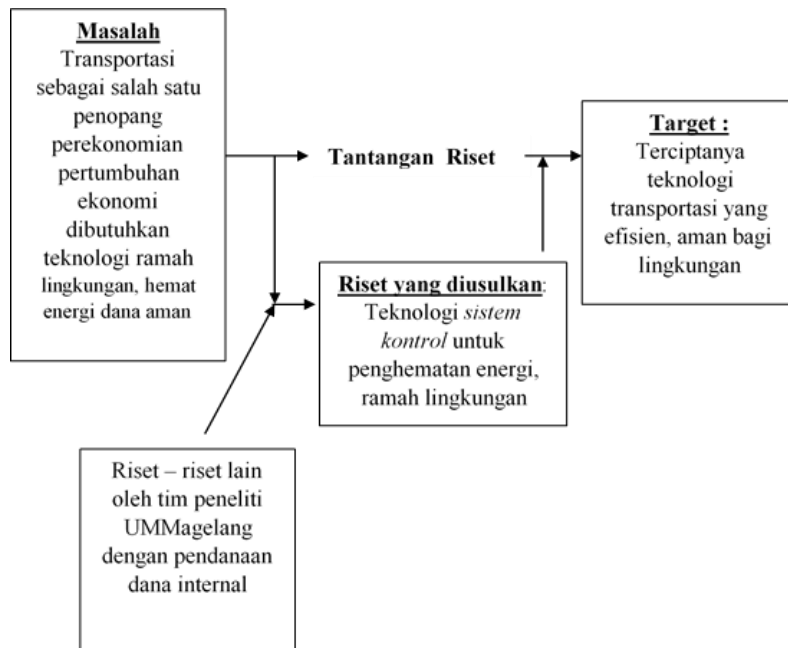 Masalah
Transportasi
sebagai salah satu
penopang
perekonomian
pertumbuhan
ekonomi
dibutuhkan
teknologi ramah
lingkungan, hemat
energi dana aman
Tantangan Riset
Target :
Terciptanya
teknologi
transportasi yang
efisien, aman bagi
lingkungan
Riset yang diusulkan:
Teknologi sistem
kontrol untuk
penghematan energi,
ramah lingkungan
Riset – riset lain
oleh tim peneliti
UMMagelang
dengan pendanaan
dana internal